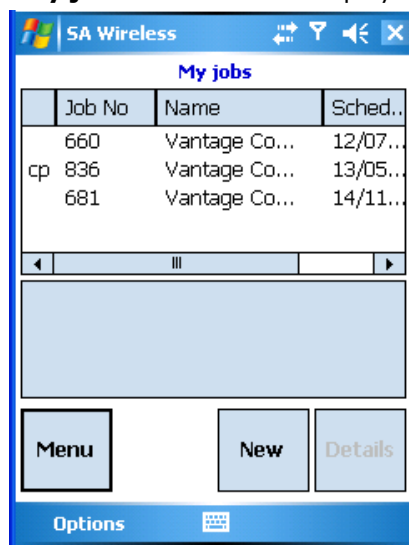 SA Wireless
My jobs
Job No Name Sched..
660 Vantage Co... 12/07...
cp 836 Vantage Co... 13/05...
681 Vantage Co... 14/11...
Menu New Details
Options